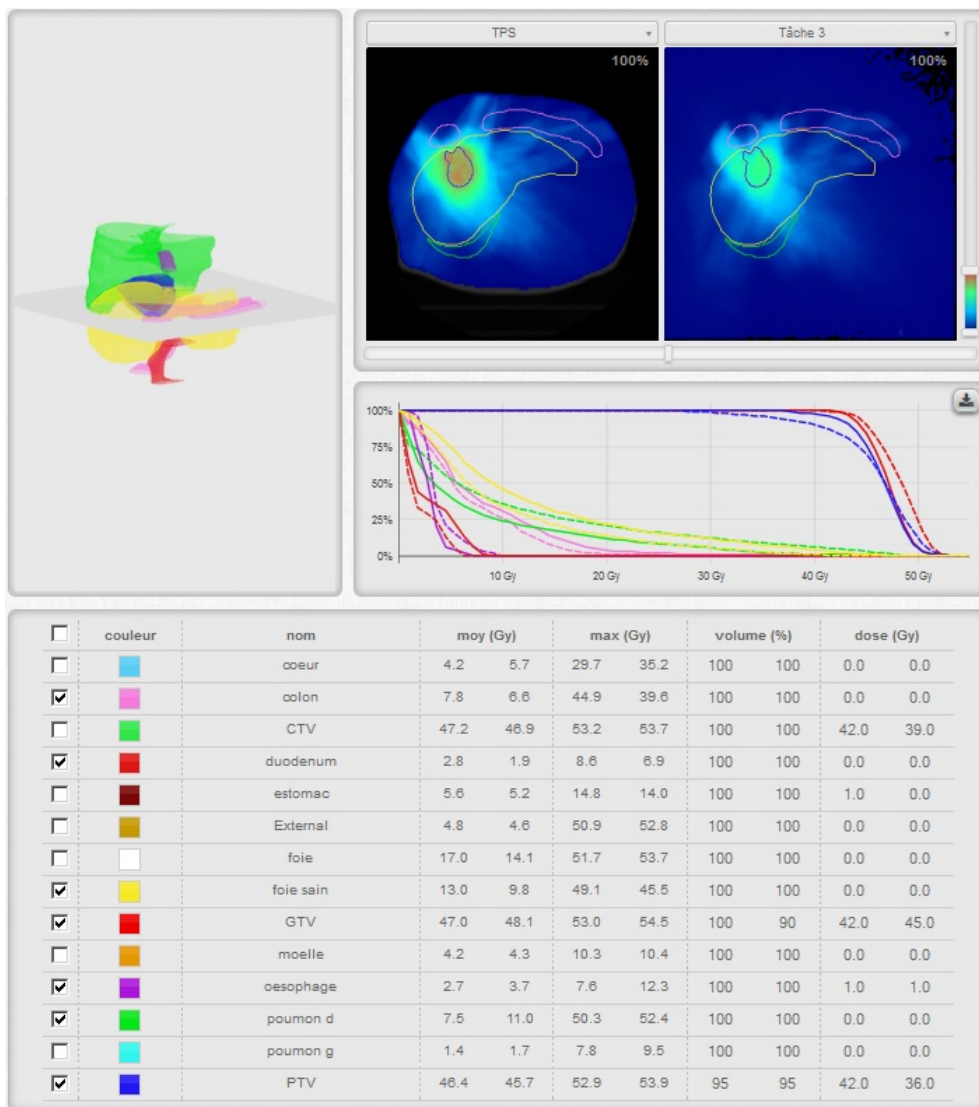 TPS Tâche 3
100% 100%
100%
75%
50%
25%
0%
10 Gy 20 Gy 30 Gy 40 Gy 50 Gy
couleur nom moy (Gy) max (Gy) volume (%) dose (Gy)
coeur 4.2 5.7 29.7 35.2 100 100 0.0 0.0
colon 7.8 6.6 44.9 39.6 100 100 0.0 0.0
CTV 47.2 46.9 53.2 53.7 100 100 42.0 39.0
duodenum 2.8 1.9 8.6 6.9 100 100 0.0 0.0
estomac 5.6 5.2 14.8 14.0 100 100 1.0 0.0
External 4.8 4.6 50.9 52.8 100 100 0.0 0.0
foie 17.0 14.1 51.7 53.7 100 100 0.0 0.0
foie sain 13.0 9.8 49.1 45.5 100 100 0.0 0.0
GTV 47.0 48.1 53.0 54.5 100 90 42.0 45.0
moelle 4.2 4.3 10.3 10.4 100 100 0.0 0.0
oesophage 2.7 3.7 7.6 12.3 100 100 1.0 1.0
poumon d 7.5 11.0 50.3 52.4 100 100 0.0 0.0
poumon g 1.4 1.7 7.8 9.5 100 100 0.0 0.0
PTV 46.4 45.7 52.9 53.9 95 95 42.0 36.0